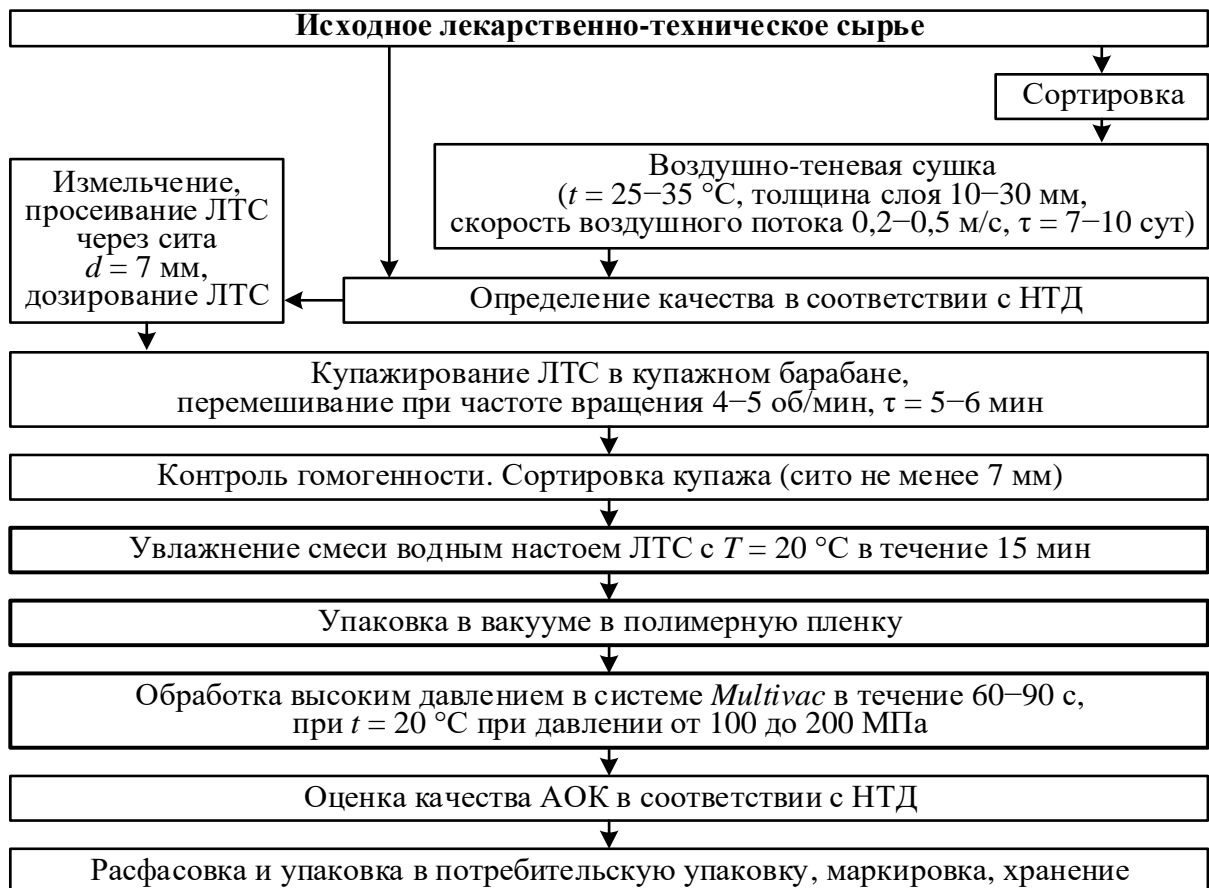 Исходное лекарственно-техническое сырье
Сортировка
Воздушно-теневая сушка
(t = 25−35 °С, толщина слоя 10−30 мм,
скорость воздушного потока 0,2−0,5 м/с, τ = 7−10 сут)
Измельчение,
просеивание ЛТС
через сита
d = 7 мм,
дозирование ЛТС
Определение качества в соответствии с НТД
Купажирование ЛТС в купажном барабане,
перемешивание при частоте вращения 4−5 об/мин, τ = 5−6 мин
Контроль гомогенности. Сортировка купажа (сито не менее 7 мм)
Увлажнение смеси водным настоем ЛТС с T = 20 °С в течение 15 мин
Упаковка в вакууме в полимерную пленку
Обработка высоким давлением в системе Multivac в течение 60−90 с,
при t = 20 °С при давлении от 100 до 200 МПа
Оценка качества АОК в соответствии с НТД
Расфасовка и упаковка в потребительскую упаковку, маркировка, хранение